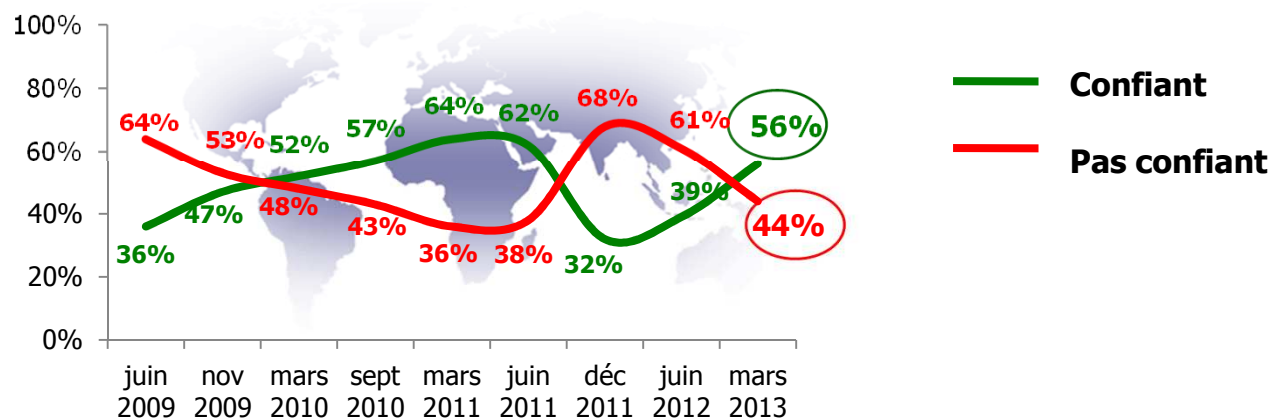 100%
80%
60%
40%
20%
0%
64%
53%
52%
57%
64%
62%
68%
61%
56%
36%
47%
48%
43%
36%
38%
32%
39%
44%
juin 2009
nov 2009
mars 2010
sept 2010
mars 2011
juin 2011
déc 2011
juin 2012
mars 2013
Confiant
Pas confiant